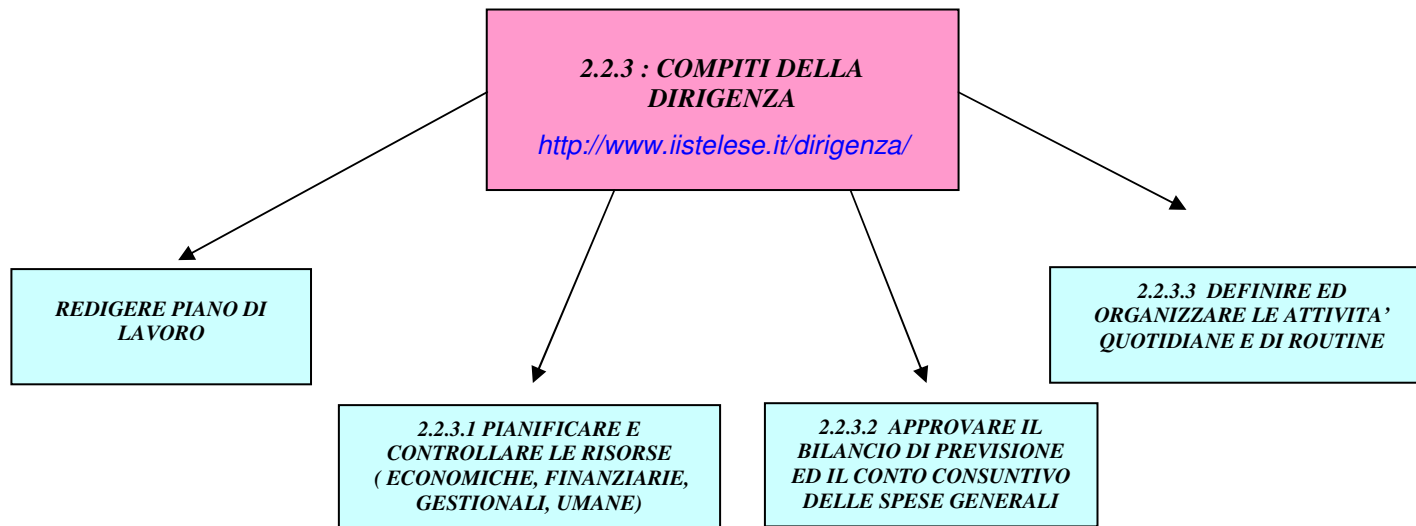 2.2.3 : COMPITI DELLA
DIRIGENZA
http://www.iistelese.it/dirigenza/
REDIGERE PIANO DI
LAVORO
2.2.3.3 DEFINIRE ED
ORGANIZZARE LE ATTIVITA’
QUOTIDIANE E DI ROUTINE
2.2.3.1 PIANIFICARE E
CONTROLLARE LE RISORSE
( ECONOMICHE, FINANZIARIE,
GESTIONALI, UMANE)
2.2.3.2 APPROVARE IL
BILANCIO DI PREVISIONE
ED IL CONTO CONSUNTIVO
DELLE SPESE GENERALI